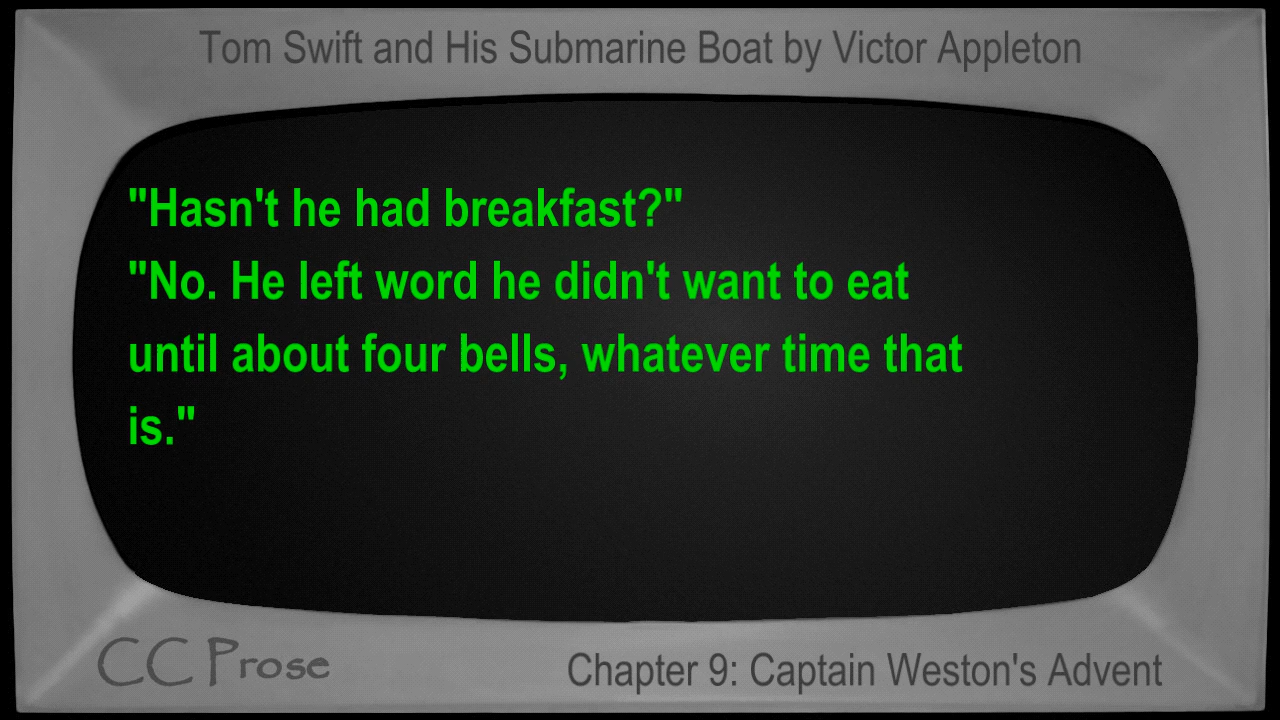 Tom Swift and His Submarine Boat by Victor Appleton
"Hasn't he had breakfast?"
"No. He left word he didn't want to eat
until about four bells, whatever time that
is."
CC Prose
Chapter 9: Captain Weston's Advent